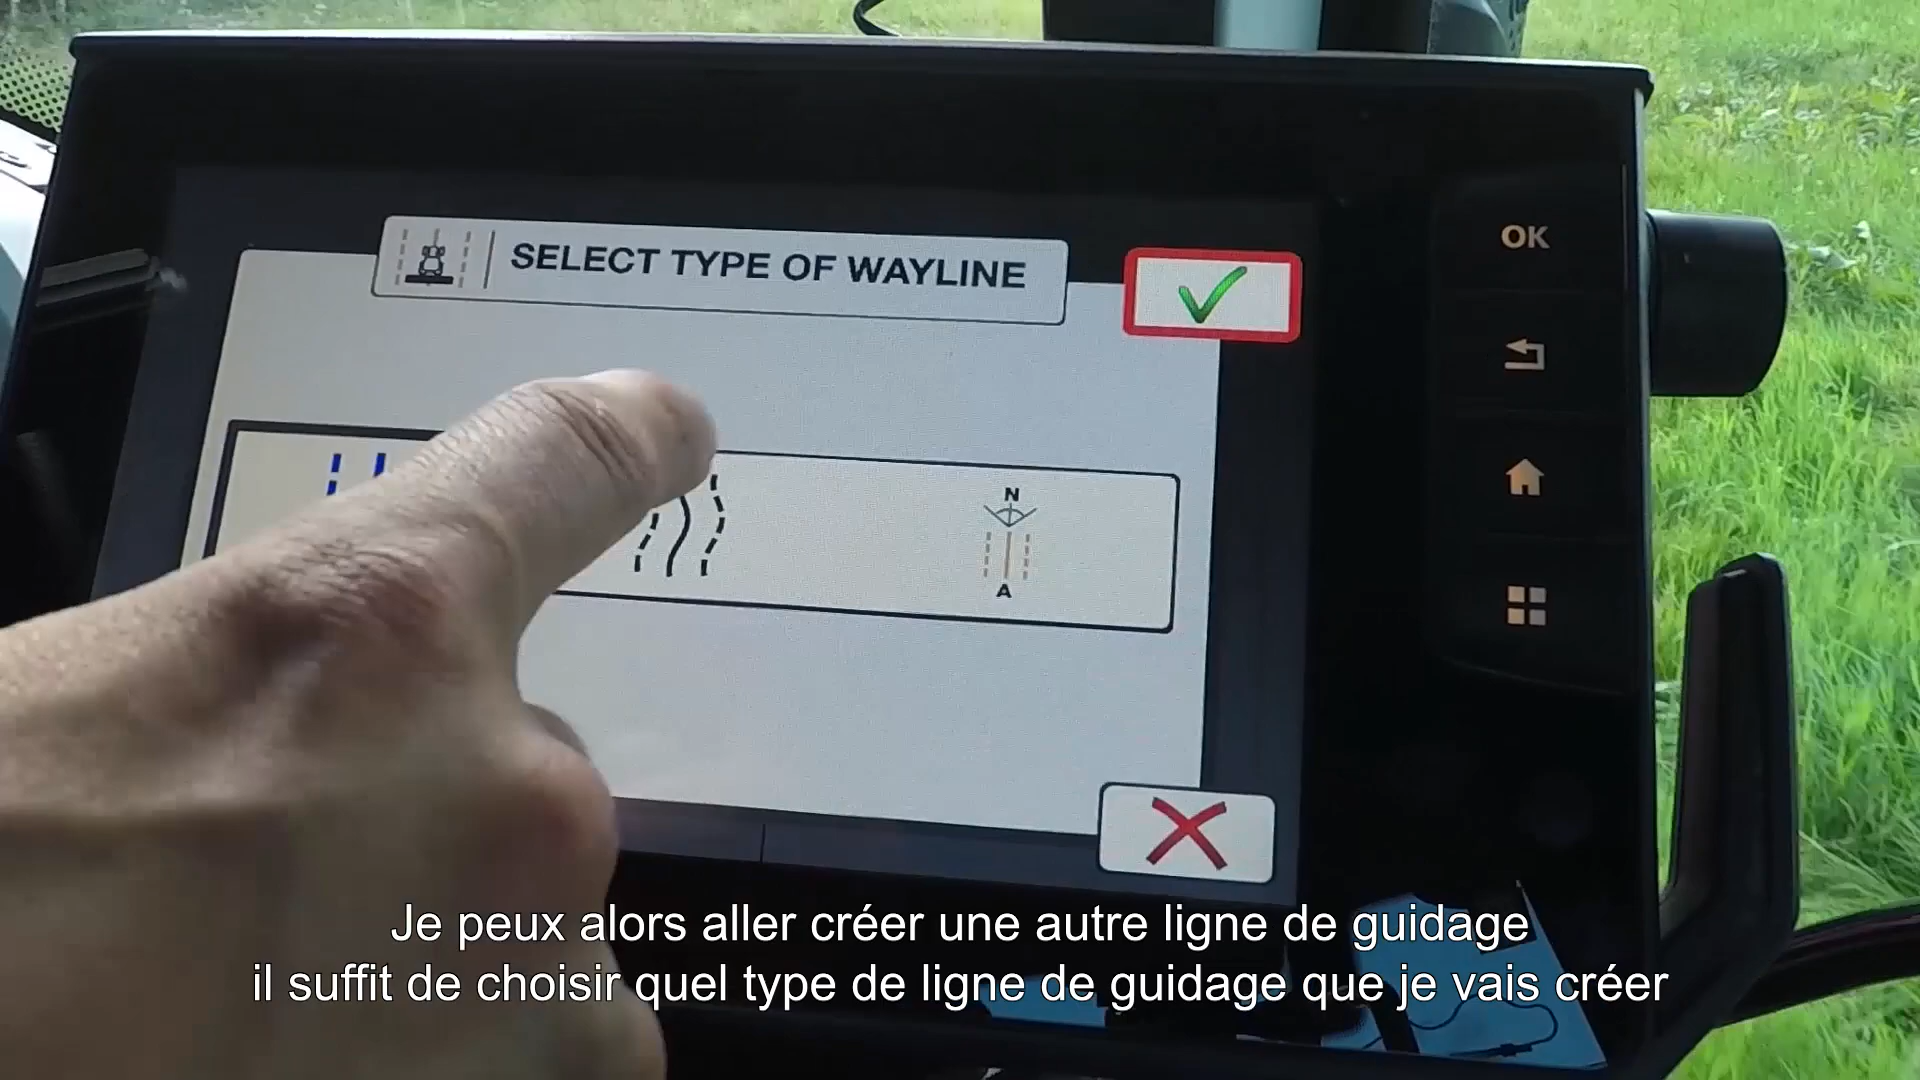 SELECT TYPE OF WAYLINE
OK
N
A
Je peux alors aller créer une autre ligne de guidage
il suffit de choisir quel type de ligne de guidage que je vais créer